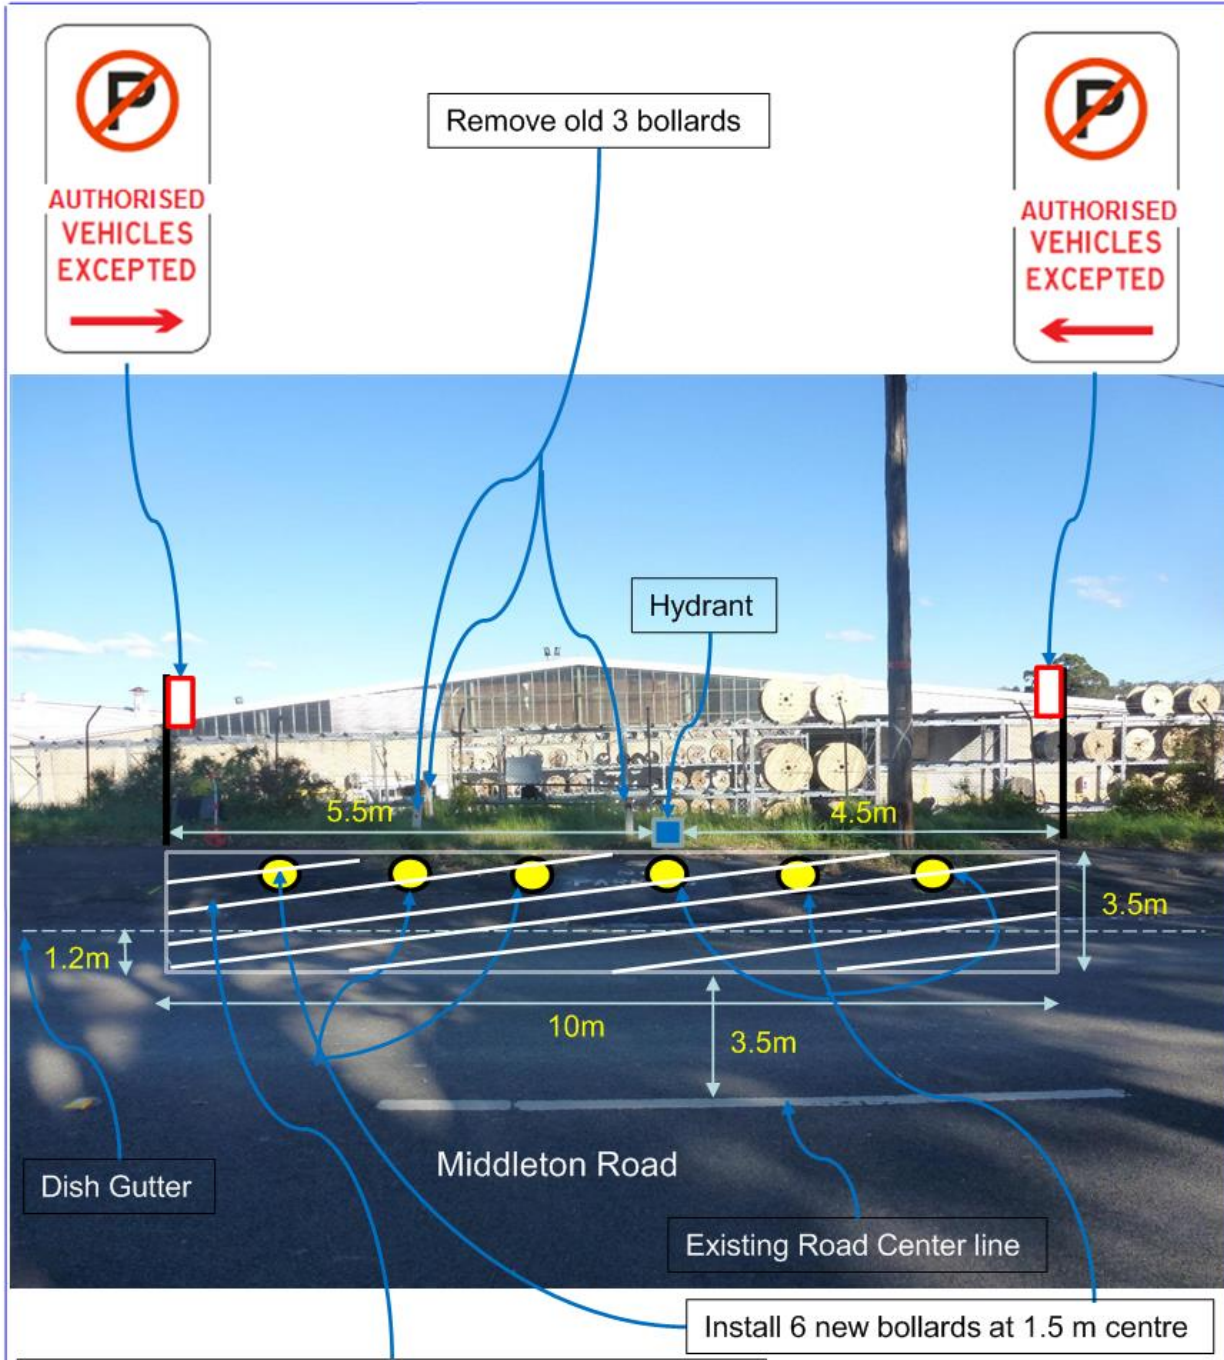 P
AUTHORISED
VEHICLES
EXCEPTED
Remove old 3 bollards
P
AUTHORISED
VEHICLES
EXCEPTED
Hydrant
5.5m
4.5m
3.5m
1.2m
10m
3.5m
Middleton Road
Dish Gutter
Existing Road Center line
Install 6 new bollards at 1.5 m centre